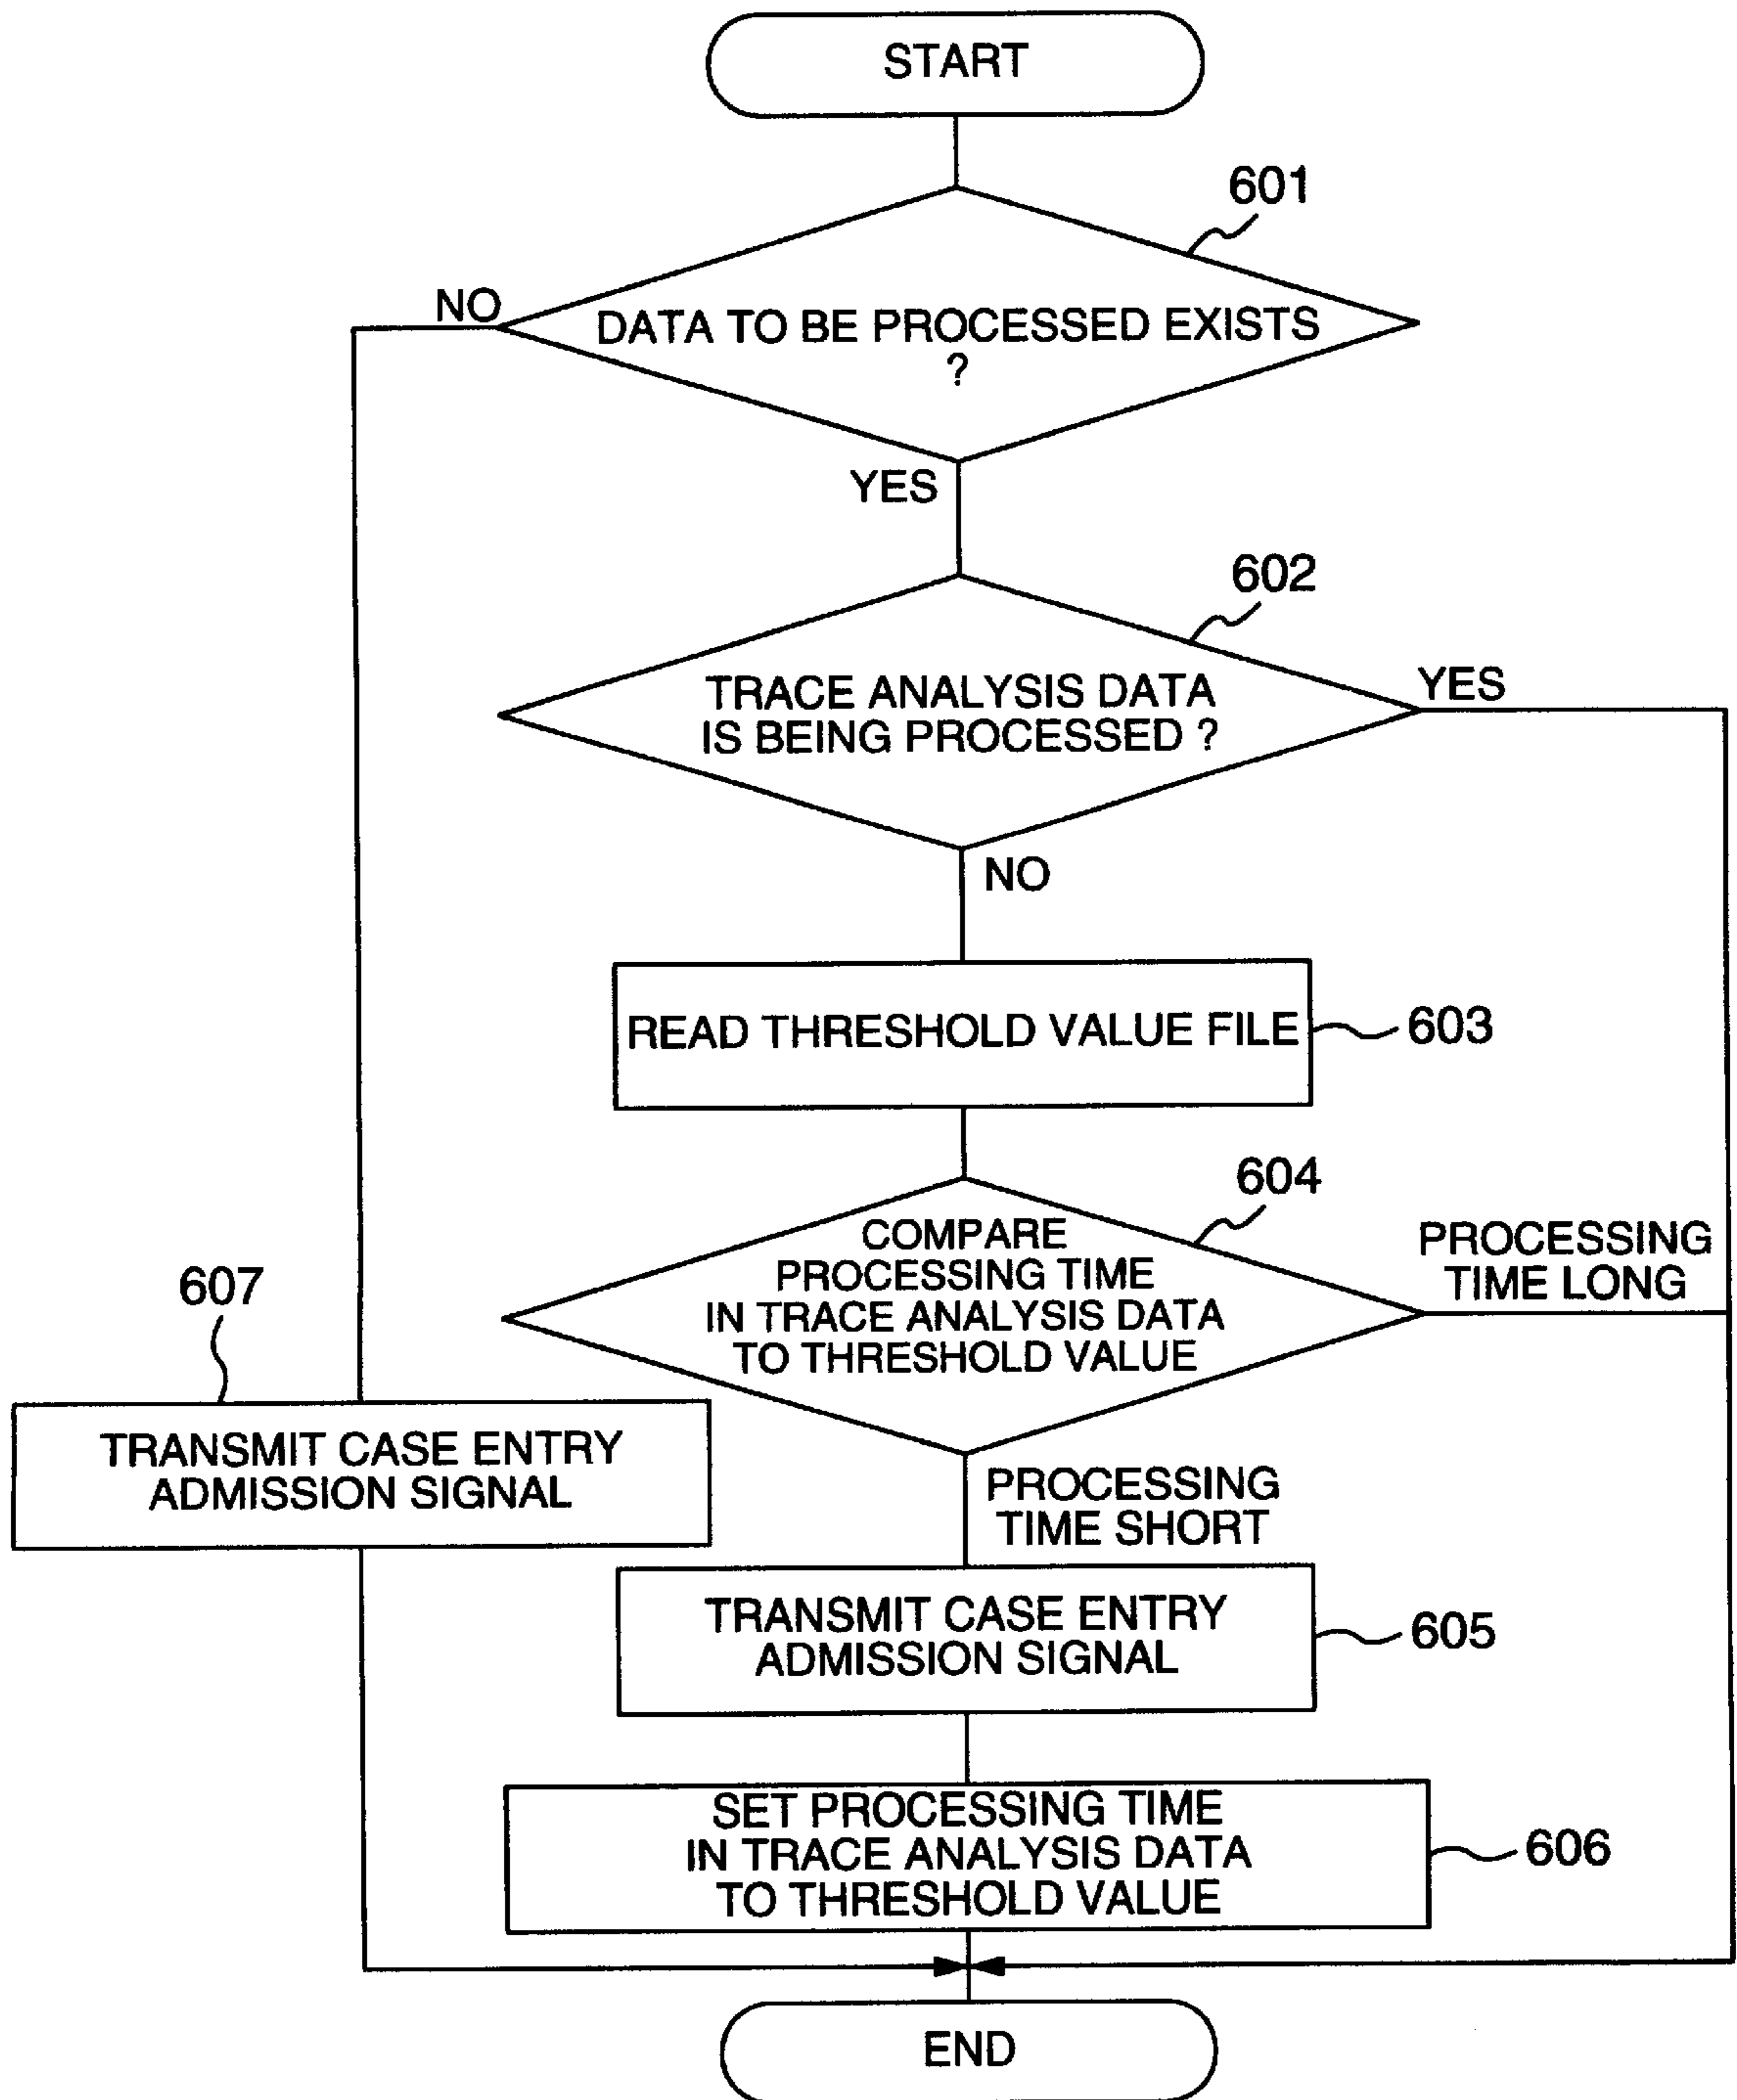 START
601
NO
DATA TO BE PROCESSED EXISTS
?
YES
602
TRACE ANALYSIS DATA
IS BEING PROCESSED ?
YES
NO
READ THRESHOLD VALUE FILE
603
604
COMPARE
PROCESSING TIME
IN TRACE ANALYSIS DATA
TO THRESHOLD VALUE
PROCESSING
TIME LONG
607
TRANSMIT CASE ENTRY
ADMISSION SIGNAL
PROCESSING
TIME SHORT
TRANSMIT CASE ENTRY
ADMISSION SIGNAL
605
SET PROCESSING TIME
IN TRACE ANALYSIS DATA
TO THRESHOLD VALUE
606
END